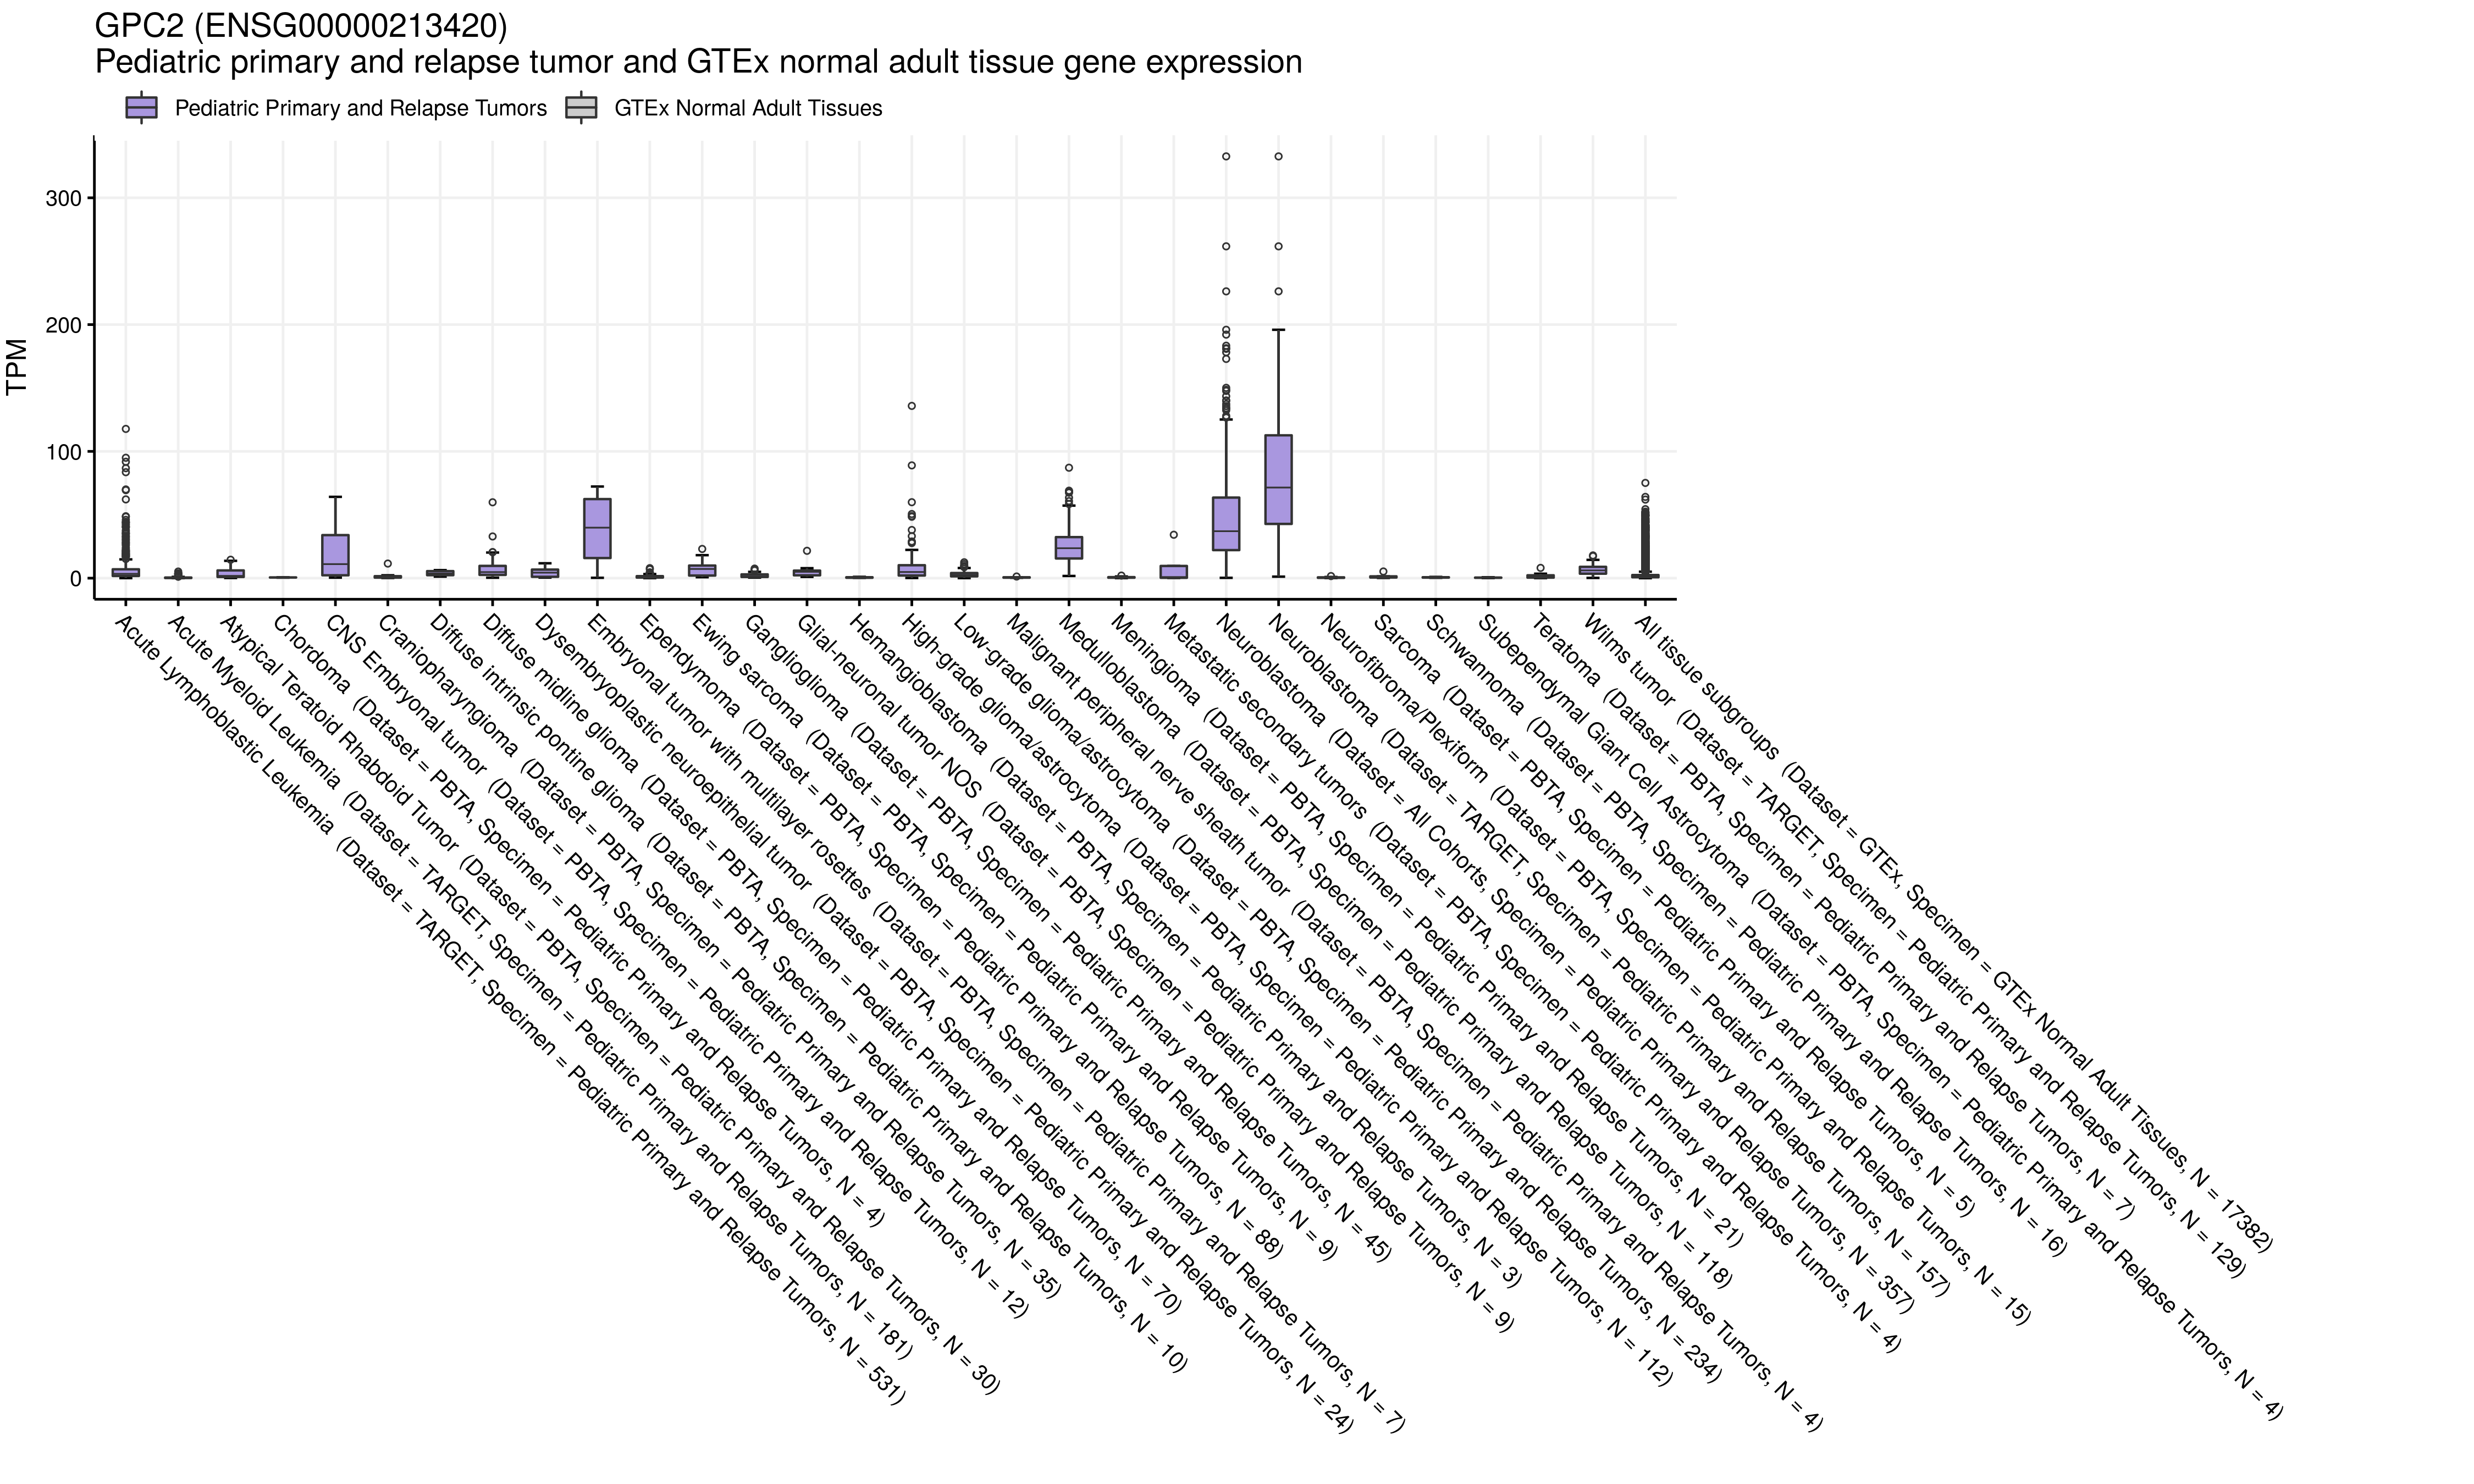 GPC2 (ENSG00000213420)
Pediatric primary and relapse tumor and GTEx normal adult tissue gene expression
Pediatric Primary and Relapse Tumors
GTEx Normal Adult Tissues
TPM
300
200
100
0
Acute Lymphoblastic Leukemia (Dataset = TARGET, Specimen = Pediatric Primary and Relapse Tumors, N = 531)
Acute Myeloid Leukemia (Dataset = TARGET, Specimen = Pediatric Primary and Relapse Tumors, N = 181)
Atypical Teratoid Rhabdoid Tumor (Dataset = PBTA, Specimen = Pediatric Primary and Relapse Tumors, N = 30)
Chordoma (Dataset = PBTA, Specimen = Pediatric Primary and Relapse Tumors, N = 4)
CNS Embryonal tumor (Dataset = PBTA, Specimen = Pediatric Primary and Relapse Tumors, N = 12)
Craniopharyngioma (Dataset = PBTA, Specimen = Pediatric Primary and Relapse Tumors, N = 35)
Diffuse intrinsic pontine glioma (Dataset = PBTA, Specimen = Pediatric Primary and Relapse Tumors, N = 10)
Diffuse midline glioma (Dataset = PBTA, Specimen = Pediatric Primary and Relapse Tumors, N = 70)
Dysembryoplastic neuroepithelial tumor (Dataset = PBTA, Specimen = Pediatric Primary and Relapse Tumors, N = 24)
Embryonal tumor with multilayer rosettes (Dataset = PBTA, Specimen = Pediatric Primary and Relapse Tumors, N = 7)
Ependymoma (Dataset = PBTA, Specimen = Pediatric Primary and Relapse Tumors, N = 88)
Ewing sarcoma (Dataset = PBTA, Specimen = Pediatric Primary and Relapse Tumors, N = 9)
Ganglioglioma (Dataset = PBTA, Specimen = Pediatric Primary and Relapse Tumors, N = 45)
Glial-neuronal tumor NOS (Dataset = PBTA, Specimen = Pediatric Primary and Relapse Tumors, N = 9)
Hemangioblastoma (Dataset = PBTA, Specimen = Pediatric Primary and Relapse Tumors, N = 3)
High-grade glioma/astrocytoma (Dataset = PBTA, Specimen = Pediatric Primary and Relapse Tumors, N = 112)
Low-grade glioma/astrocytoma (Dataset = PBTA, Specimen = Pediatric Primary and Relapse Tumors, N = 234)
Malignant peripheral nerve sheath tumor (Dataset = PBTA, Specimen = Pediatric Primary and Relapse Tumors, N = 4)
Medulloblastoma (Dataset = PBTA, Specimen = Pediatric Primary and Relapse Tumors, N = 118)
Meningioma (Dataset = PBTA, Specimen = Pediatric Primary and Relapse Tumors, N = 21)
Metastatic secondary tumors (Dataset = PBTA, Specimen = Pediatric Primary and Relapse Tumors, N = 4)
Neuroblastoma (Dataset = All Cohorts, Specimen = Pediatric Primary and Relapse Tumors, N = 357)
Neuroblastoma (Dataset = TARGET, Specimen = Pediatric Primary and Relapse Tumors, N = 157)
Neurofibroma/Plexiform (Dataset = PBTA, Specimen = Pediatric Primary and Relapse Tumors, N = 15)
Sarcoma (Dataset = PBTA, Specimen = Pediatric Primary and Relapse Tumors, N = 5)
Schwannoma (Dataset = PBTA, Specimen = Pediatric Primary and Relapse Tumors, N = 16)
Subependymal Giant Cell Astrocytoma (Dataset = PBTA, Specimen = Pediatric Primary and Relapse Tumors, N = 4)
Teratoma (Dataset = PBTA, Specimen = Pediatric Primary and Relapse Tumors, N = 7)
Wilms tumor (Dataset = TARGET, Specimen = Pediatric Primary and Relapse Tumors, N = 129)
All tissue subgroups (Dataset = GTEx, Specimen = GTEx Normal Adult Tissues, N = 17382)